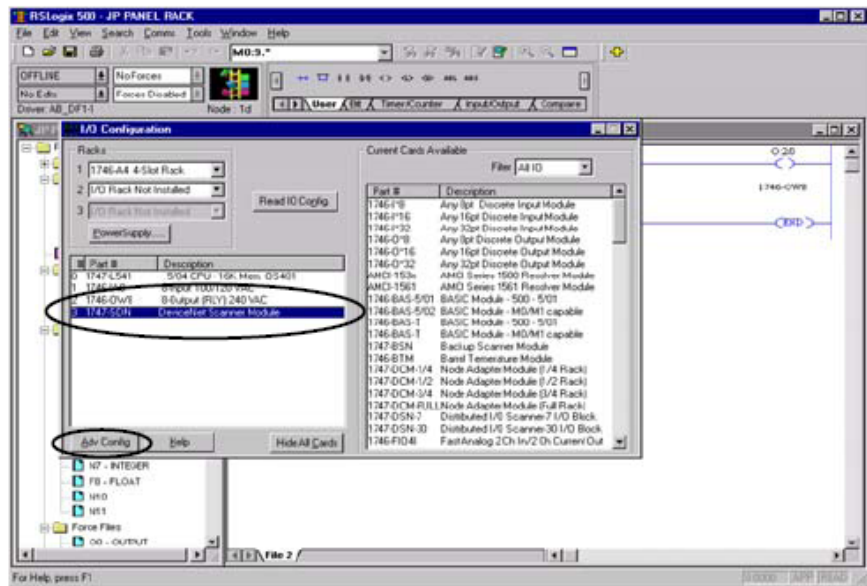 RSLogix 500 - JP PANEL RACK
File Edit View Search Comms Tools Window Help
M0:3.*
OFFLINE
No Forces
No Edits
Forces Disabled
Driver: AB_DF1-1
Node : 1d
User
Bit
Timer/Counter
Input/Output
Compare
I/O Configuration
Racks
1 1746-A4 4-Slot Rack
2 I/O Rack Not Installed
3 I/O Rack Not Installed
PowerSupply....
Read IO Config.
# Part # Description
0 1747-L541 5/04 CPU - 16K Mem. OS401
1 8-Input 100/120 VAC
2 1746-OW8 8-Output (RLY) 240 VAC
3 1747-SDN DeviceNet Scanner Module
Adv Config
Help
Hide All Cards
Current Cards Available
Filter All IO
Part # Description
1746-I*8 Any 8pt Discrete Input Module
1746-I*16 Any 16pt Discrete Input Module
1746-I*32 Any 32pt Discrete Input Module
1746-O*8 Any 8pt Discrete Output Module
1746-O*16 Any 16pt Discrete Output Module
1746-O*32 Any 32pt Discrete Output Module
AMCI Series 1500 Resolver Module
AMCI-1561 AMCI Series 1561 Resolver Module
1746-BAS-5/01 BASIC Module - 500 - 5/01
1746-BAS-5/02 BASIC Module - M0/M1 capable
1746-BAS-T BASIC Module - 500 - 5/01
1746-BAS-T BASIC Module - M0/M1 capable
1747-BSN Backup Scanner Module
1746-BTM Barrel Temerature Module
1747-DCM-1/4 Node Adapter Module (1/4 Rack)
1747-DCM-1/2 Node Adapter Module (1/2 Rack)
1747-DCM-3/4 Node Adapter Module (3/4 Rack)
1747-DCM-FULL Node Adapter Module (Full Rack)
1747-DSN-7 Distributed I/O Scanner-7 I/O Block.
1747-DSN-30 Distributed I/O Scanner-30 I/O Block
1746-FIO4I Fast Analog 2 Ch In/2 Ch Current Out
1746-OW8
END
N7 - INTEGER
F8 - FLOAT
N10
N11
Force Files
O0 - OUTPUT
File 2
For Help, press F1
0:0000 APP READ